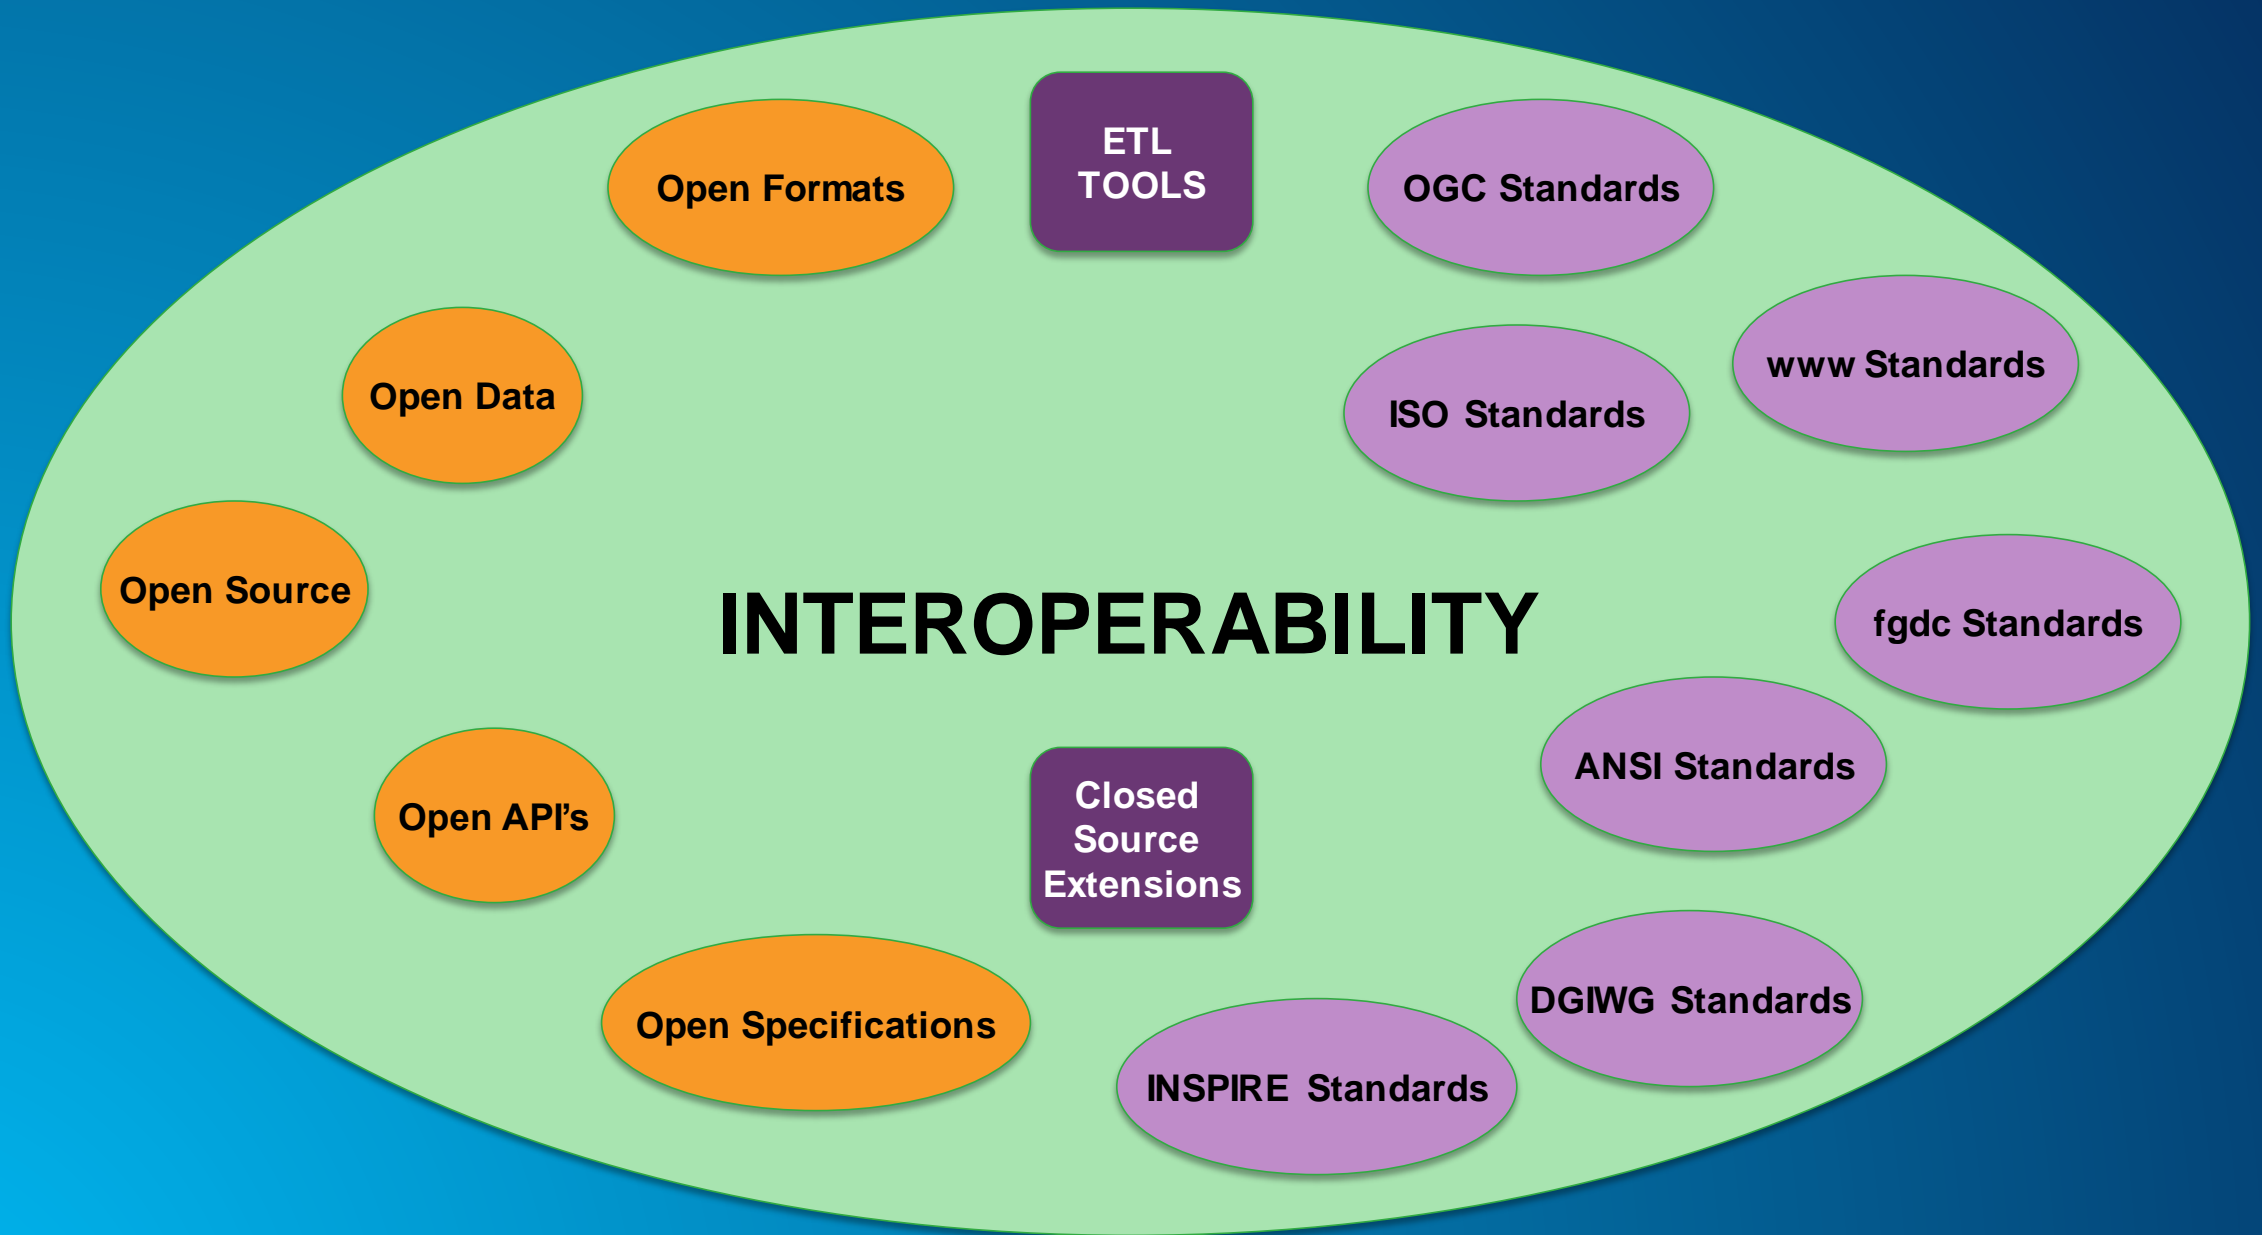 ETL
TOOLS
Open Formats
OGC Standards
www Standards
Open Data
ISO Standards
Open Source
INTEROPERABILITY
fgdc Standards
ANSI Standards
Open API’s
Closed
Source
Extensions
DGIWG Standards
Open Specifications
INSPIRE Standards